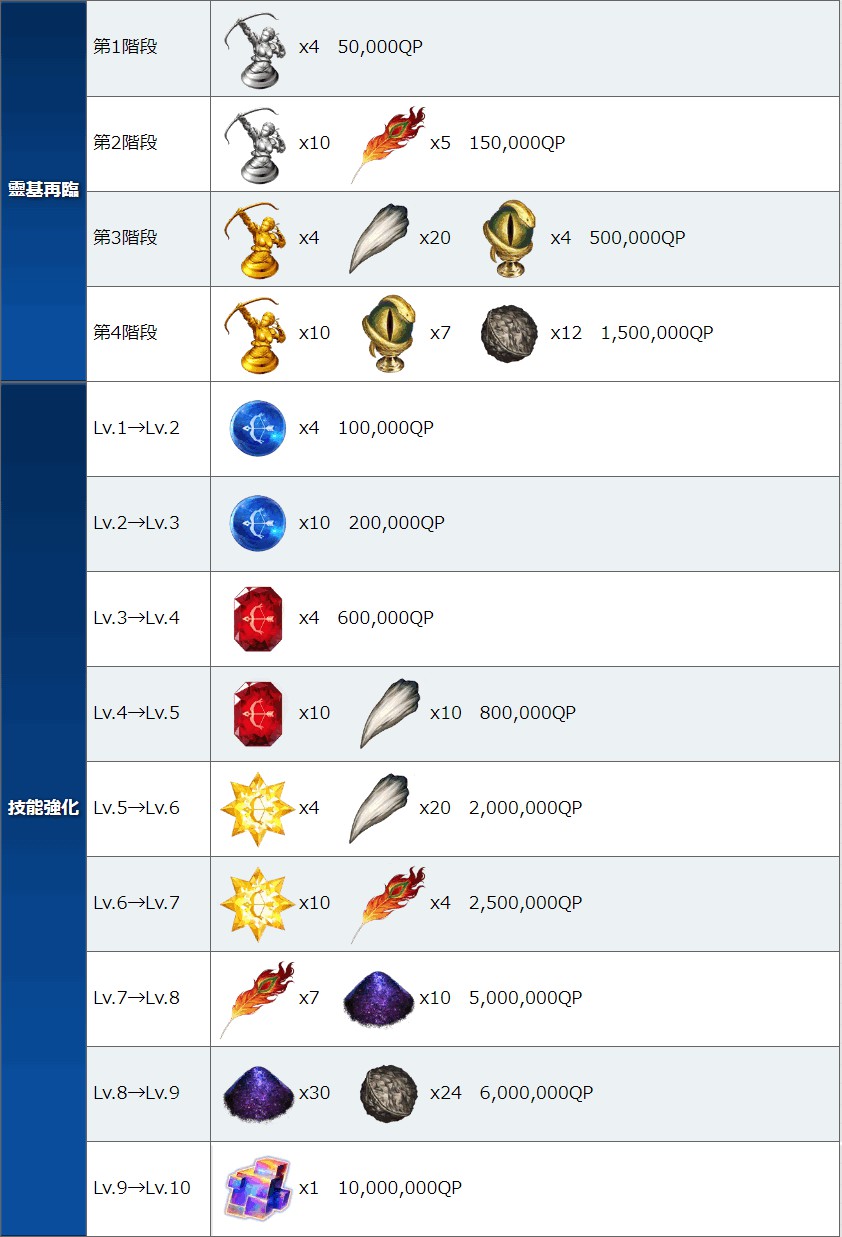 靈基再臨
第1階段 x4 50,000QP
第2階段 x10 x5 150,000QP
第3階段 x4 x20 x4 500,000QP
第4階段 x10 x7 x12 1,500,000QP
技能強化
Lv.1→Lv.2 x4 100,000QP
Lv.2→Lv.3 x10 200,000QP
Lv.3→Lv.4 x4 600,000QP
Lv.4→Lv.5 x10 x10 800,000QP
Lv.5→Lv.6 x4 x20 2,000,000QP
Lv.6→Lv.7 x10 x4 2,500,000QP
Lv.7→Lv.8 x7 x10 5,000,000QP
Lv.8→Lv.9 x30 x24 6,000,000QP
Lv.9→Lv.10 x1 10,000,000QP